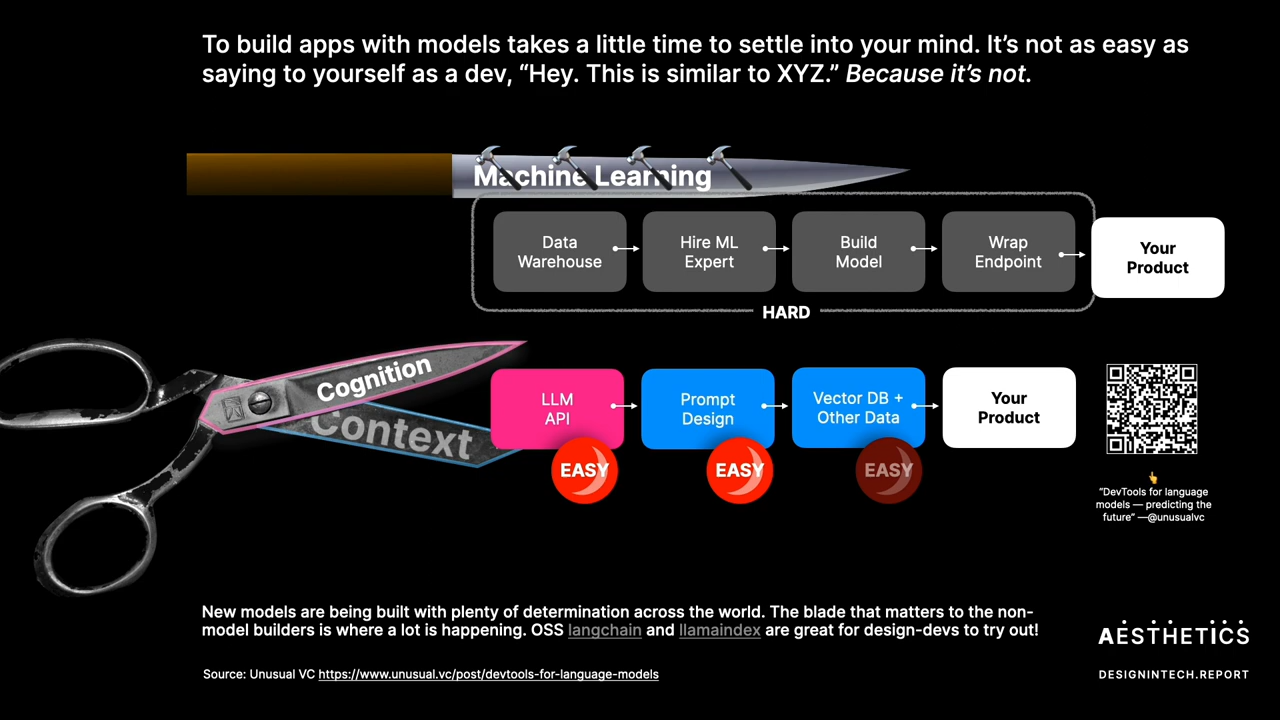 To build apps with models takes a little time to settle into your mind. It’s not as easy as
saying to yourself as a dev, “Hey. This is similar to XYZ.” Because it’s not.
Machine Learning
Data
Warehouse
Hire ML
Expert
Build
Model
Wrap
Endpoint
Your
Product
HARD
Cognition
Context
LLM
API
Prompt
Design
Vector DB +
Other Data
Your
Product
EASY
EASY
EASY
“DevTools for language
models — predicting the
future” —@unusualvc
New models are being built with plenty of determination across the world. The blade that matters to the non-
model builders is where a lot is happening. OSS langchain and llamaindex are great for design-devs to try out!
Source: Unusual VC https://www.unusual.vc/post/devtools-for-language-models
AESTHETICS
DESIGNINTECH.REPORT